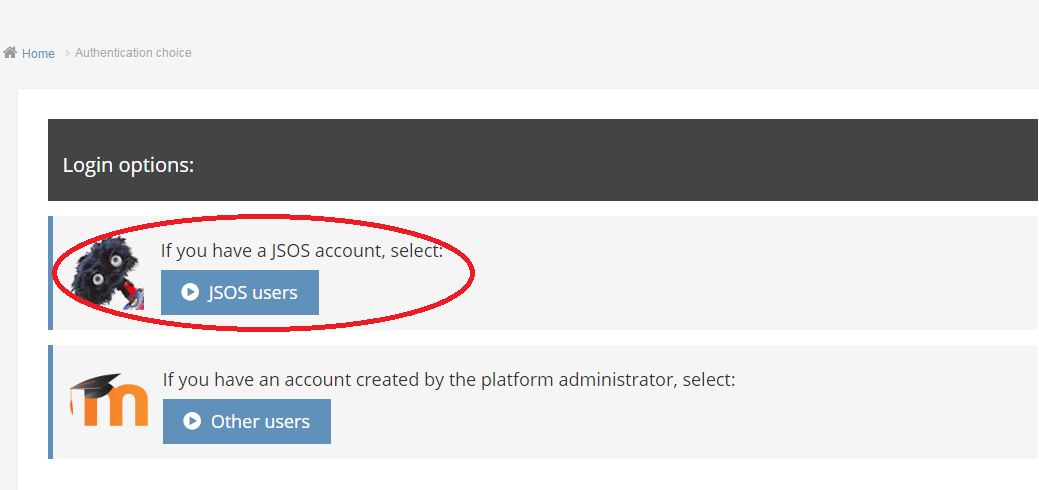 Home > Authentication choice
Login options:
If you have a JSOS account, select:
JSOS users
If you have an account created by the platform administrator, select:
m
Other users